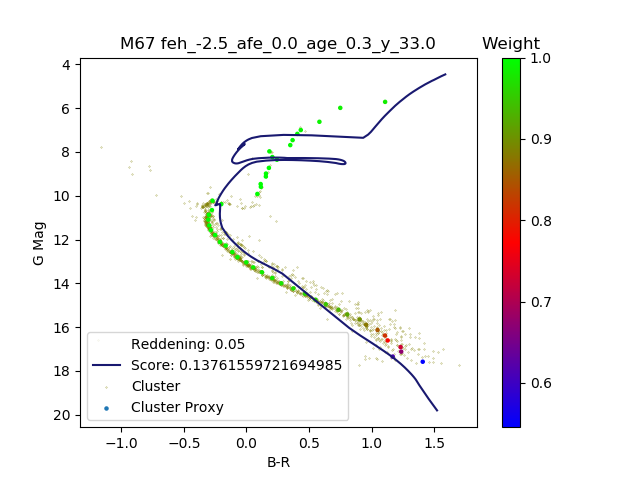 M67 feh_-2.5_afe_0.0_age_0.3_y_33.0
Weight
4
6
8
10
12
14
16
18
20
G Mag
−1.0
−0.5
0.0
0.5
1.0
1.5
B-R
Reddening: 0.05
Score: 0.13761559721694985
Cluster
Cluster Proxy
1.0
0.9
0.8
0.7
0.6